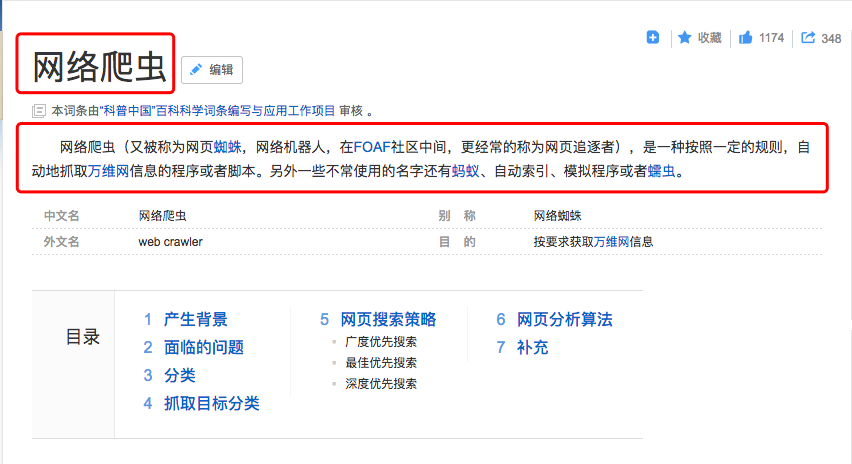 收藏 1174 348
网络爬虫 编辑
本词条由“科普中国”百科科学词条编写与应用工作项目 审核 。
网络爬虫（又被称为网页蜘蛛，网络机器人，在FOAF社区中间，更经常的称为网页追逐者），是一种按照一定的规则，自
动地抓取万维网信息的程序或者脚本。另外一些不常使用的名字还有蚂蚁、自动索引、模拟程序或者蠕虫。
中文名 网络爬虫 别 称 网络蜘蛛
外文名 web crawler 目 的 按要求获取万维网信息
目录
1 产生背景
2 面临的问题
3 分类
4 抓取目标分类
5 网页搜索策略
广度优先搜索
最佳优先搜索
深度优先搜索
6 网页分析算法
7 补充